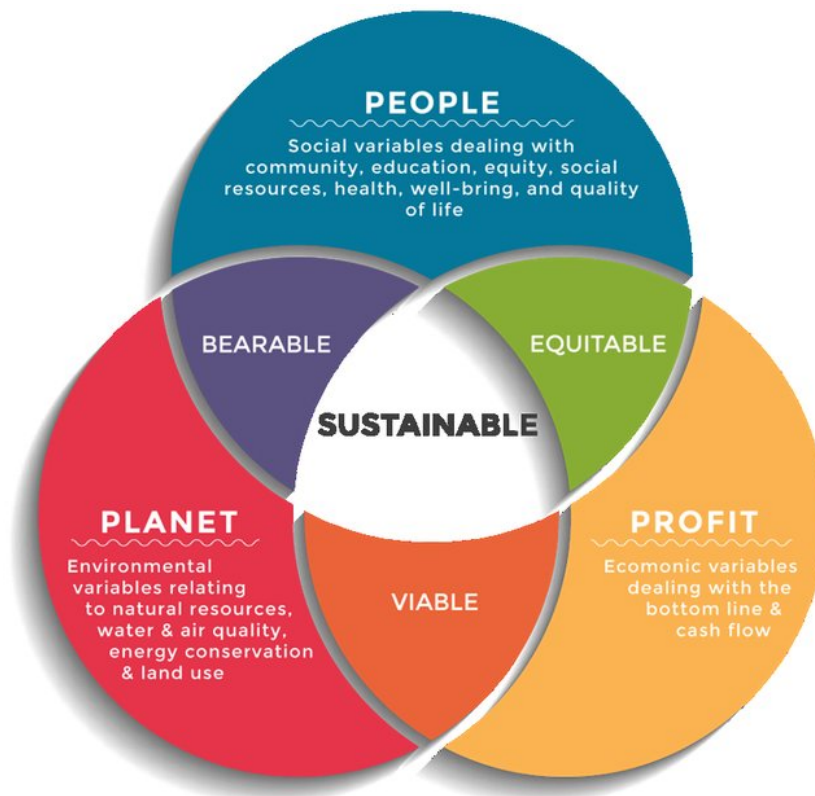 PEOPLE
Social variables dealing with
community, education, equity, social
resources, health, well-bring, and quality
of life
BEARABLE
EQUITABLE
SUSTAINABLE
PLANET
Environmental
variables relating
to natural resources,
water & air quality,
energy conservation
& land use
VIABLE
PROFIT
Ecomonic variables
dealing with the
bottom line &
cash flow